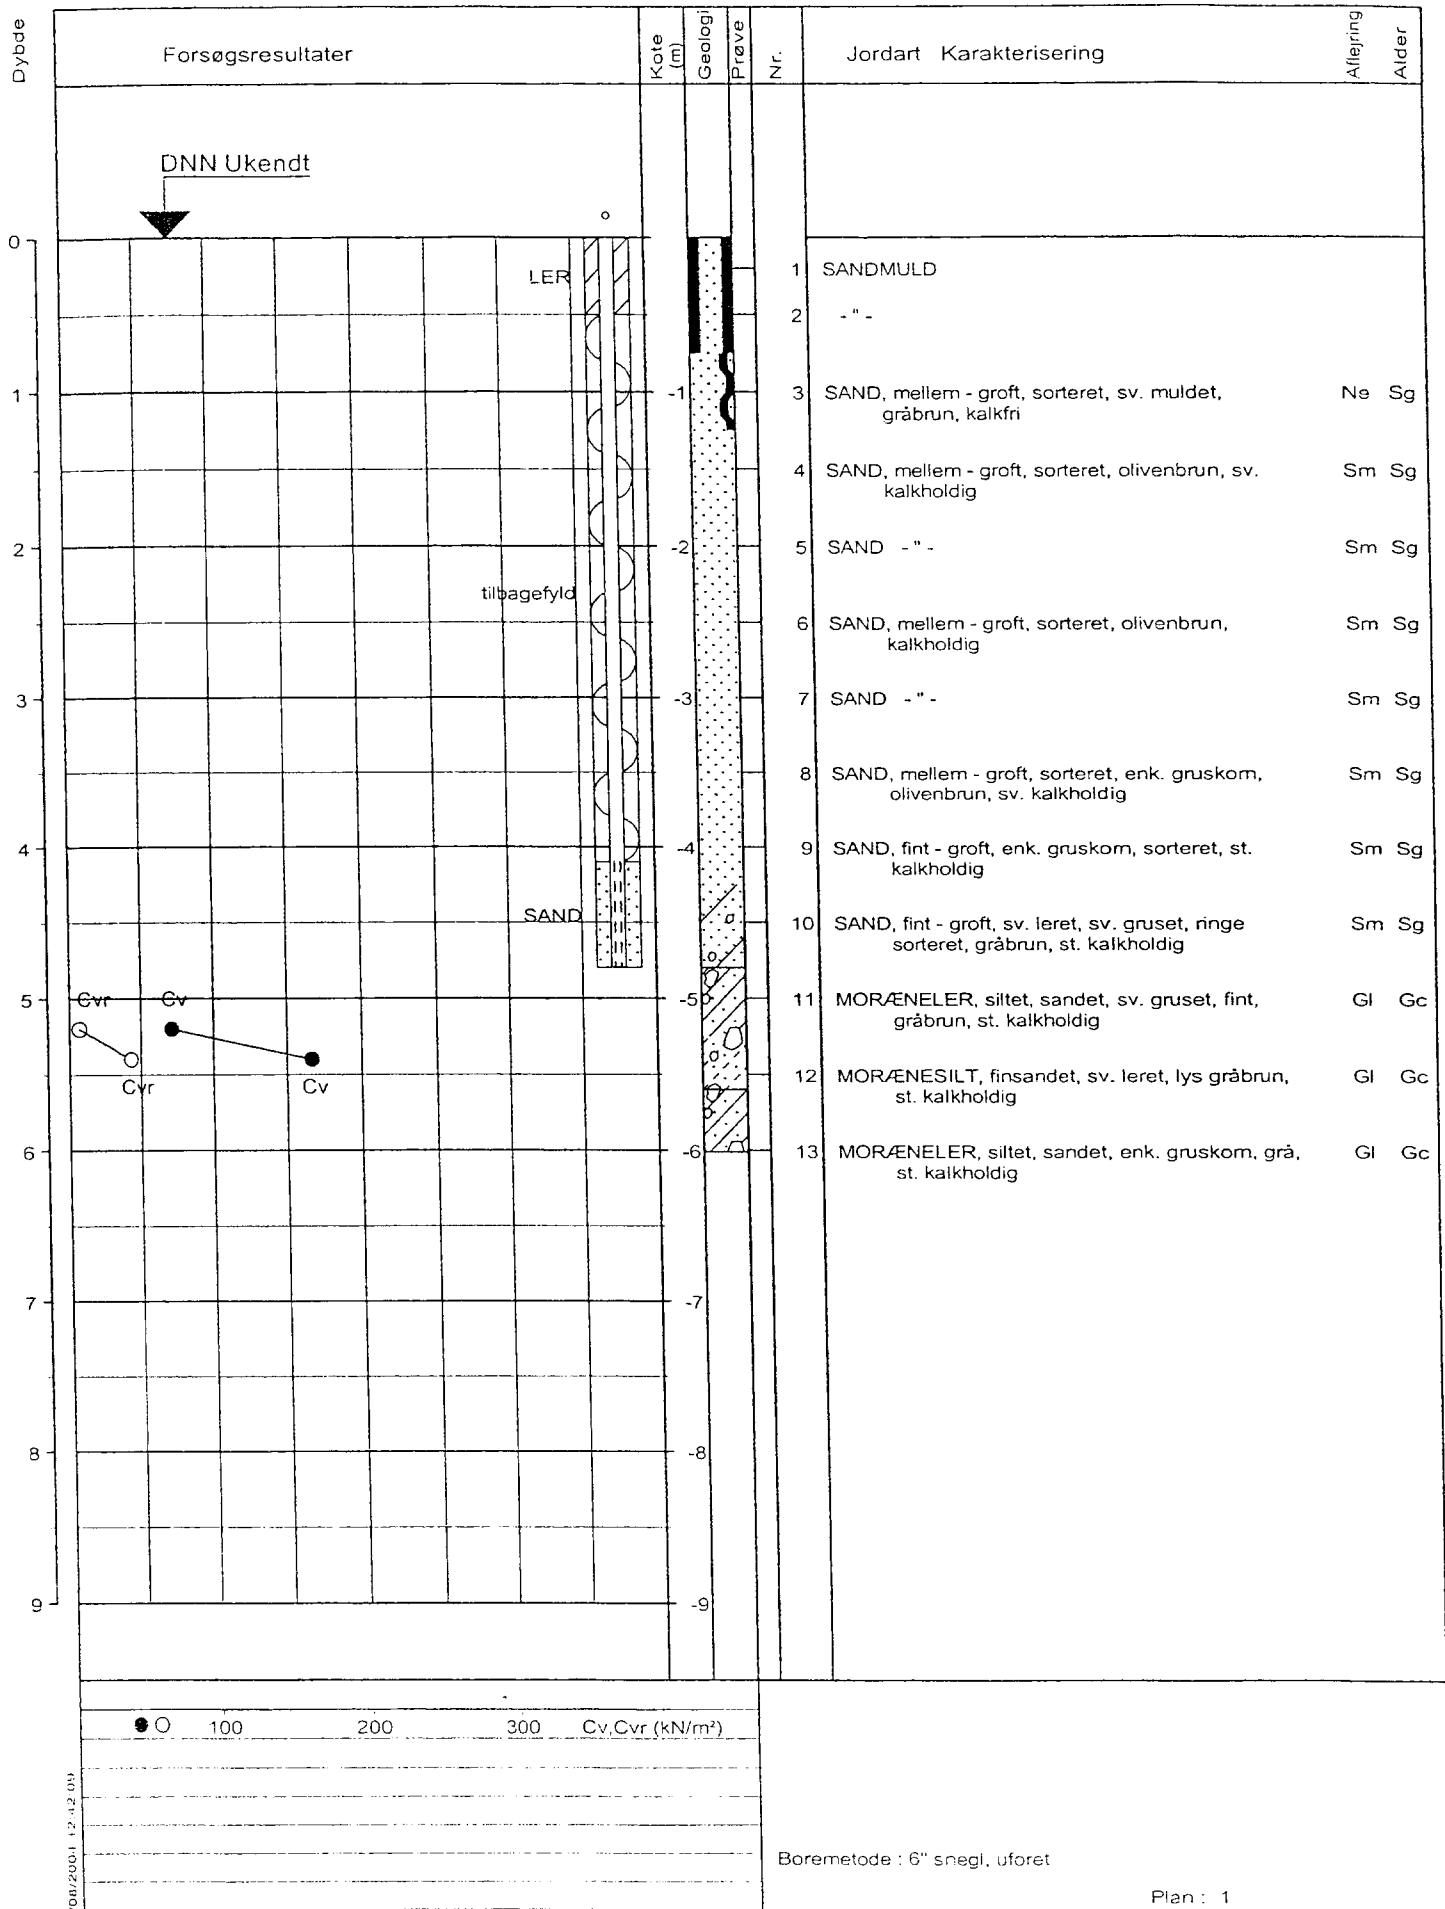 Dybde
Forsøgsresultater
Kote (m)
Geologi
Prøve
Nr.
Jordart Karakterisering
Aflejring
Alder
DNN Ukendt
0
LER
1 SANDMULD
2 -"-
1
-1
3 SAND, mellem - groft, sorteret, sv. muldet, Ne Sg
gråbrun, kalkfri
4 SAND, mellem - groft, sorteret, olivenbrun, sv. Sm Sg
kalkholdig
2
-2
5 SAND -"- Sm Sg
tilbagefyld
6 SAND, mellem - groft, sorteret, olivenbrun, Sm Sg
kalkholdig
3
-3
7 SAND -"- Sm Sg
8 SAND, mellem - groft, sorteret, enk. gruskorn, Sm Sg
olivenbrun, sv. kalkholdig
4
-4
9 SAND, fint - groft, enk. gruskorn, sorteret, st. Sm Sg
kalkholdig
SAND
10 SAND, fint - groft, sv. leret, sv. gruset, ringe Sm Sg
sorteret, gråbrun, st. kalkholdig
5
Cvr Cv
-5
11 MORÆNELER, siltet, sandet, sv. gruset, fint, Gl Gc
gråbrun, st. kalkholdig
Cvr Cv
12 MORÆNESILT, finsandet, sv. leret, lys gråbrun, Gl Gc
st. kalkholdig
6
-6
13 MORÆNELER, siltet, sandet, enk. gruskorn, grå, Gl Gc
st. kalkholdig
7
-7
8
-8
9
-9
100 200 300 Cv,Cvr (kN/m²)
Boremetode : 6" snegl, uforet
Plan : 1